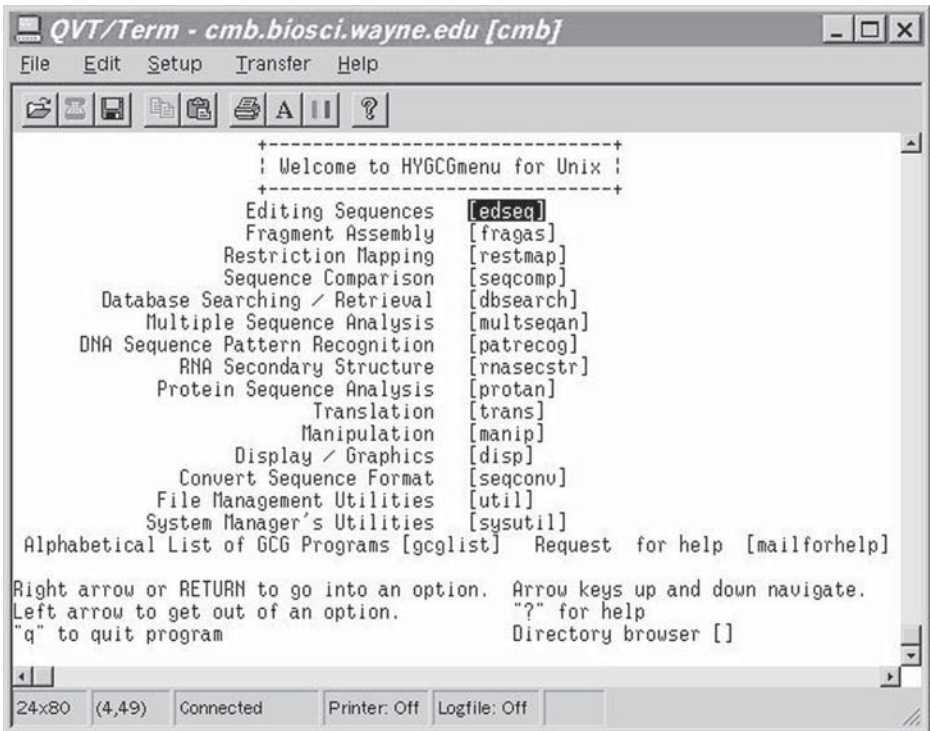 QVT/Term - cmb.biosci.wayne.edu [cmb]
File Edit Setup Transfer Help
A
Welcome to HYGCGmenu for Unix
Editing Sequences [edseq]
Fragment Assembly [fragas]
Restriction Mapping [restmap]
Sequence Comparison [seqcomp]
Database Searching / Retrieval [dbsearch]
Multiple Sequence Analysis [multseqan]
DNA Sequence Pattern Recognition [patrecog]
RNA Secondary Structure [rnasecstr]
Protein Sequence Analysis [protan]
Translation [trans]
Manipulation [manip]
Display / Graphics [disp]
Convert Sequence Format [seqconv]
File Management Utilities [util]
System Manager's Utilities [sysutil]
Alphabetical List of GCG Programs [gcglist] Request for help [mailforhelp]
Right arrow or RETURN to go into an option. Arrow keys up and down navigate.
Left arrow to get out of an option. "?" for help
"q" to quit program Directory browser []
24x80 (4,49) Connected Printer: Off Logfile: Off